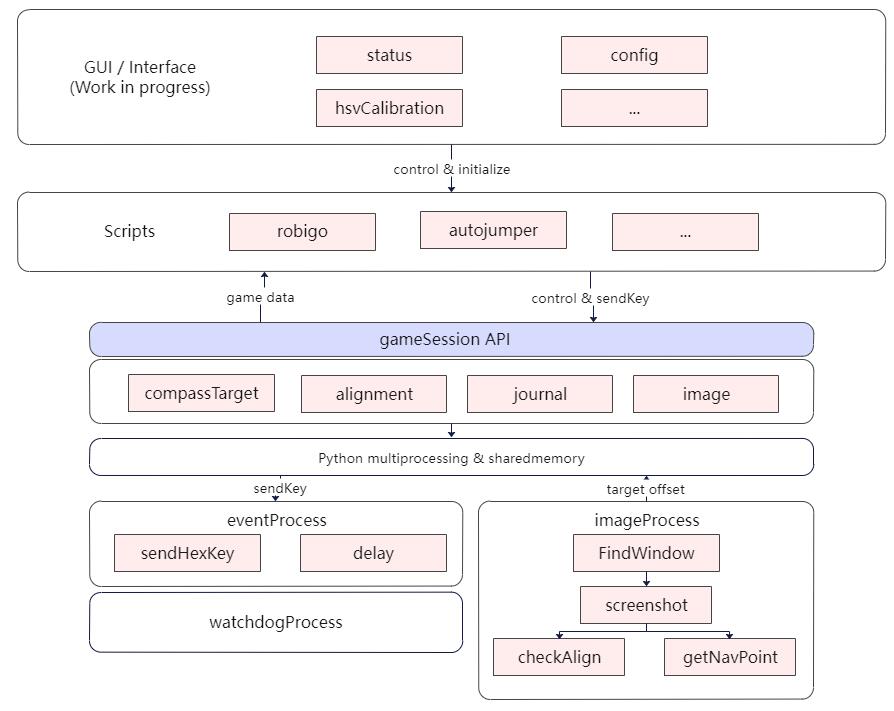 GUI / Interface
(Work in progress)
status
config
hsvCalibration
...
control & initialize
Scripts
robigo
autojumper
...
game data
control & sendKey
gameSession API
compassTarget
alignment
journal
image
Python multiprocessing & sharedmemory
sendKey
target offset
eventProcess
sendHexKey
delay
watchdogProcess
imageProcess
FindWindow
screenshot
checkAlign
getNavPoint